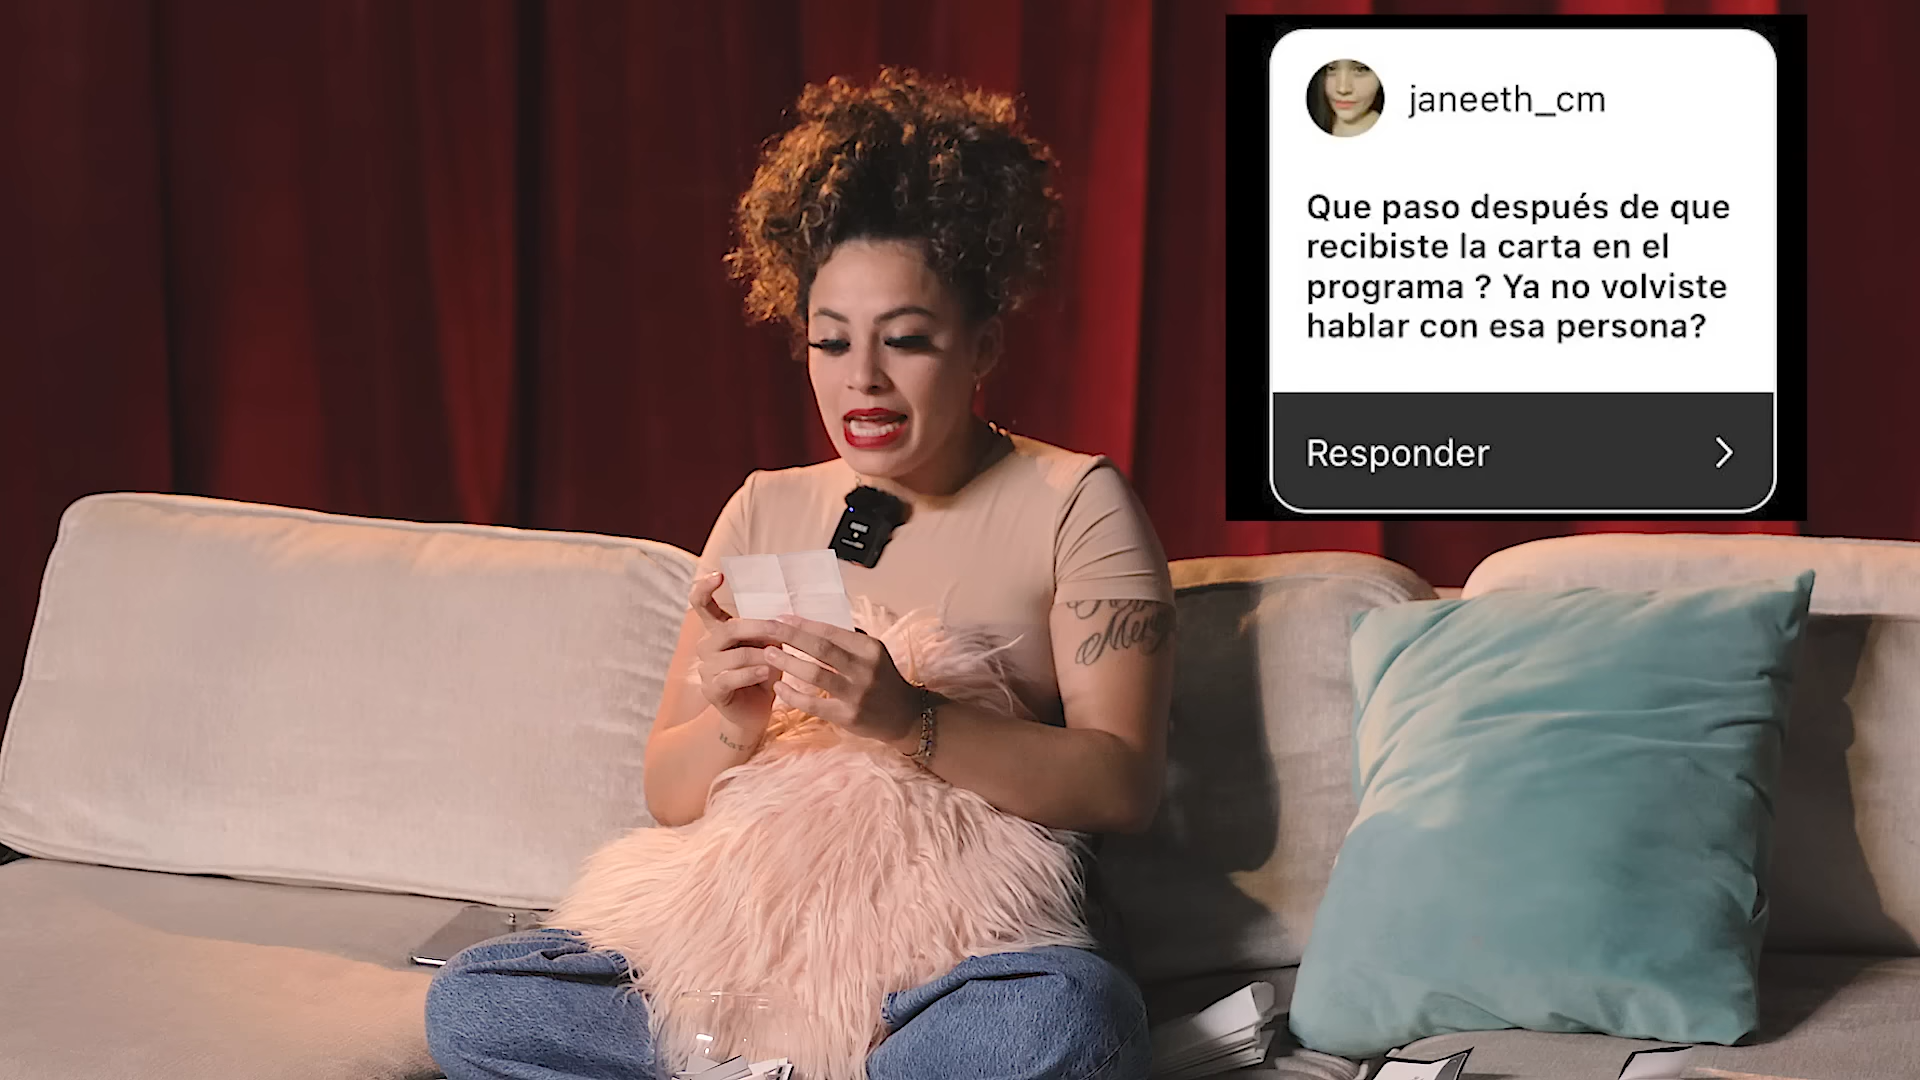 janeeth_cm
Que paso después de que
recibiste la carta en el
programa ? Ya no volviste
hablar con esa persona?
Responder